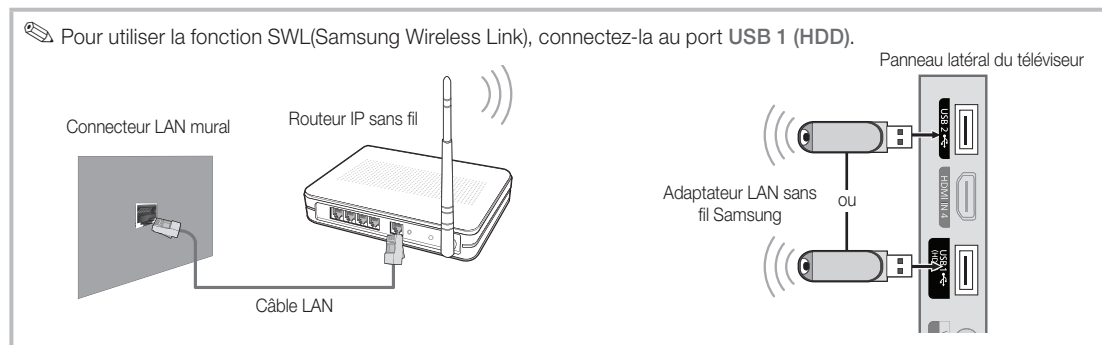 Pour utiliser la fonction SWL(Samsung Wireless Link), connectez-la au port USB 1 (HDD).
Panneau latéral du téléviseur
Connecteur LAN mural
Routeur IP sans fil
USB 2
HDMI IN 4
Adaptateur LAN sans
fil Samsung
ou
USB 1
Câble LAN